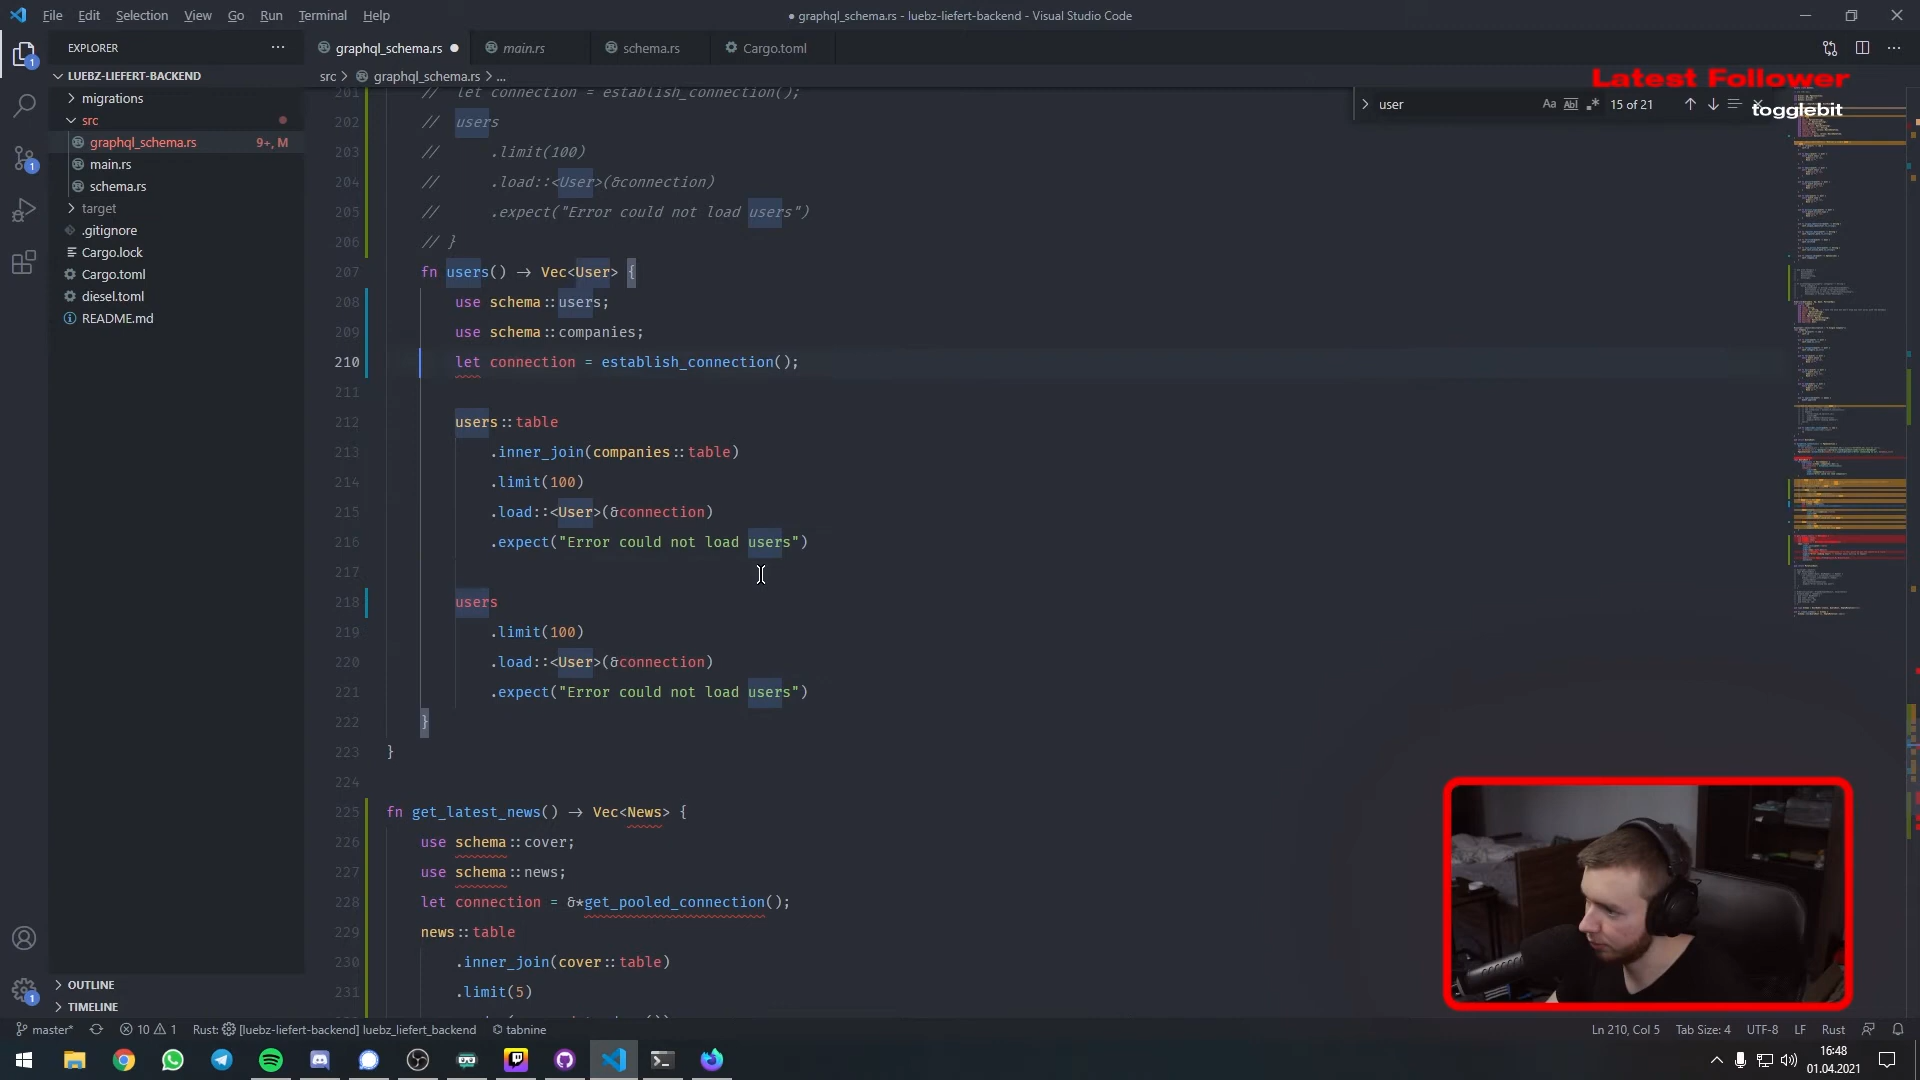 File Edit Selection View Go Run Terminal Help
● graphql_schema.rs - luebz-liefert-backend - Visual Studio Code
EXPLORER
graphql_schema.rs ●
main.rs
schema.rs
Cargo.toml
src > graphql_schema.rs > ...
LUEBZ-LIEFERT-BACKEND
migrations
src
graphql_schema.rs 9+, M
main.rs
schema.rs
target
.gitignore
Cargo.lock
Cargo.toml
diesel.toml
README.md
OUTLINE
TIMELINE
Latest Follower
togglebit
user
Aa Abl .* 15 of 21
201 // let connection = establish_connection();
202 // users
203 //     .limit(100)
204 //     .load::<User>(&connection)
205 //     .expect("Error could not load users")
206 // }
207 fn users() → Vec<User> {
208 use schema::users;
209 use schema::companies;
210 let connection = establish_connection();
211
212 users::table
213 .inner_join(companies::table)
214 .limit(100)
215 .load::<User>(&connection)
216 .expect("Error could not load users")
217
218 users
219 .limit(100)
220 .load::<User>(&connection)
221 .expect("Error could not load users")
222 }
223 }
224
225 fn get_latest_news() → Vec<News> {
226 use schema::cover;
227 use schema::news;
228 let connection = &*get_pooled_connection();
229 news::table
230 .inner_join(cover::table)
231 .limit(5)
master* 10 1 Rust: [luebz-liefert-backend] luebz_liefert_backend tabnine
Ln 210, Col 5 Tab Size: 4 UTF-8 LF Rust
16:48
01.04.2021